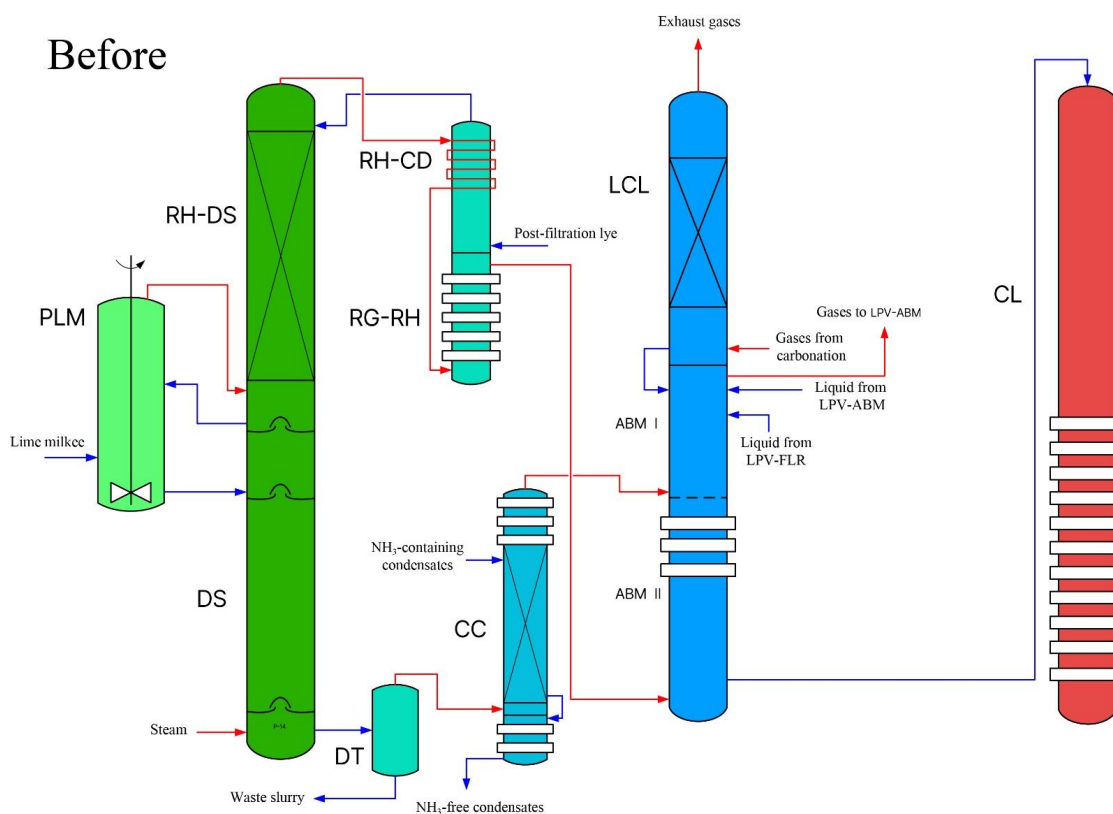 Before
Exhaust gases
RH-CD
LCL
RH-DS
Post-filtration lye
CL
PLM
RG-RH
Gases to LPV-ABM
Gases from
carbonation
Liquid from
LPV-ABM
ABM I
Lime milkee
Liquid from
LPV-FLR
NH₃-containing
condensates
DS
ABM II
CC
Steam
P-14
DT
Waste slurry
NH₃-free condensates